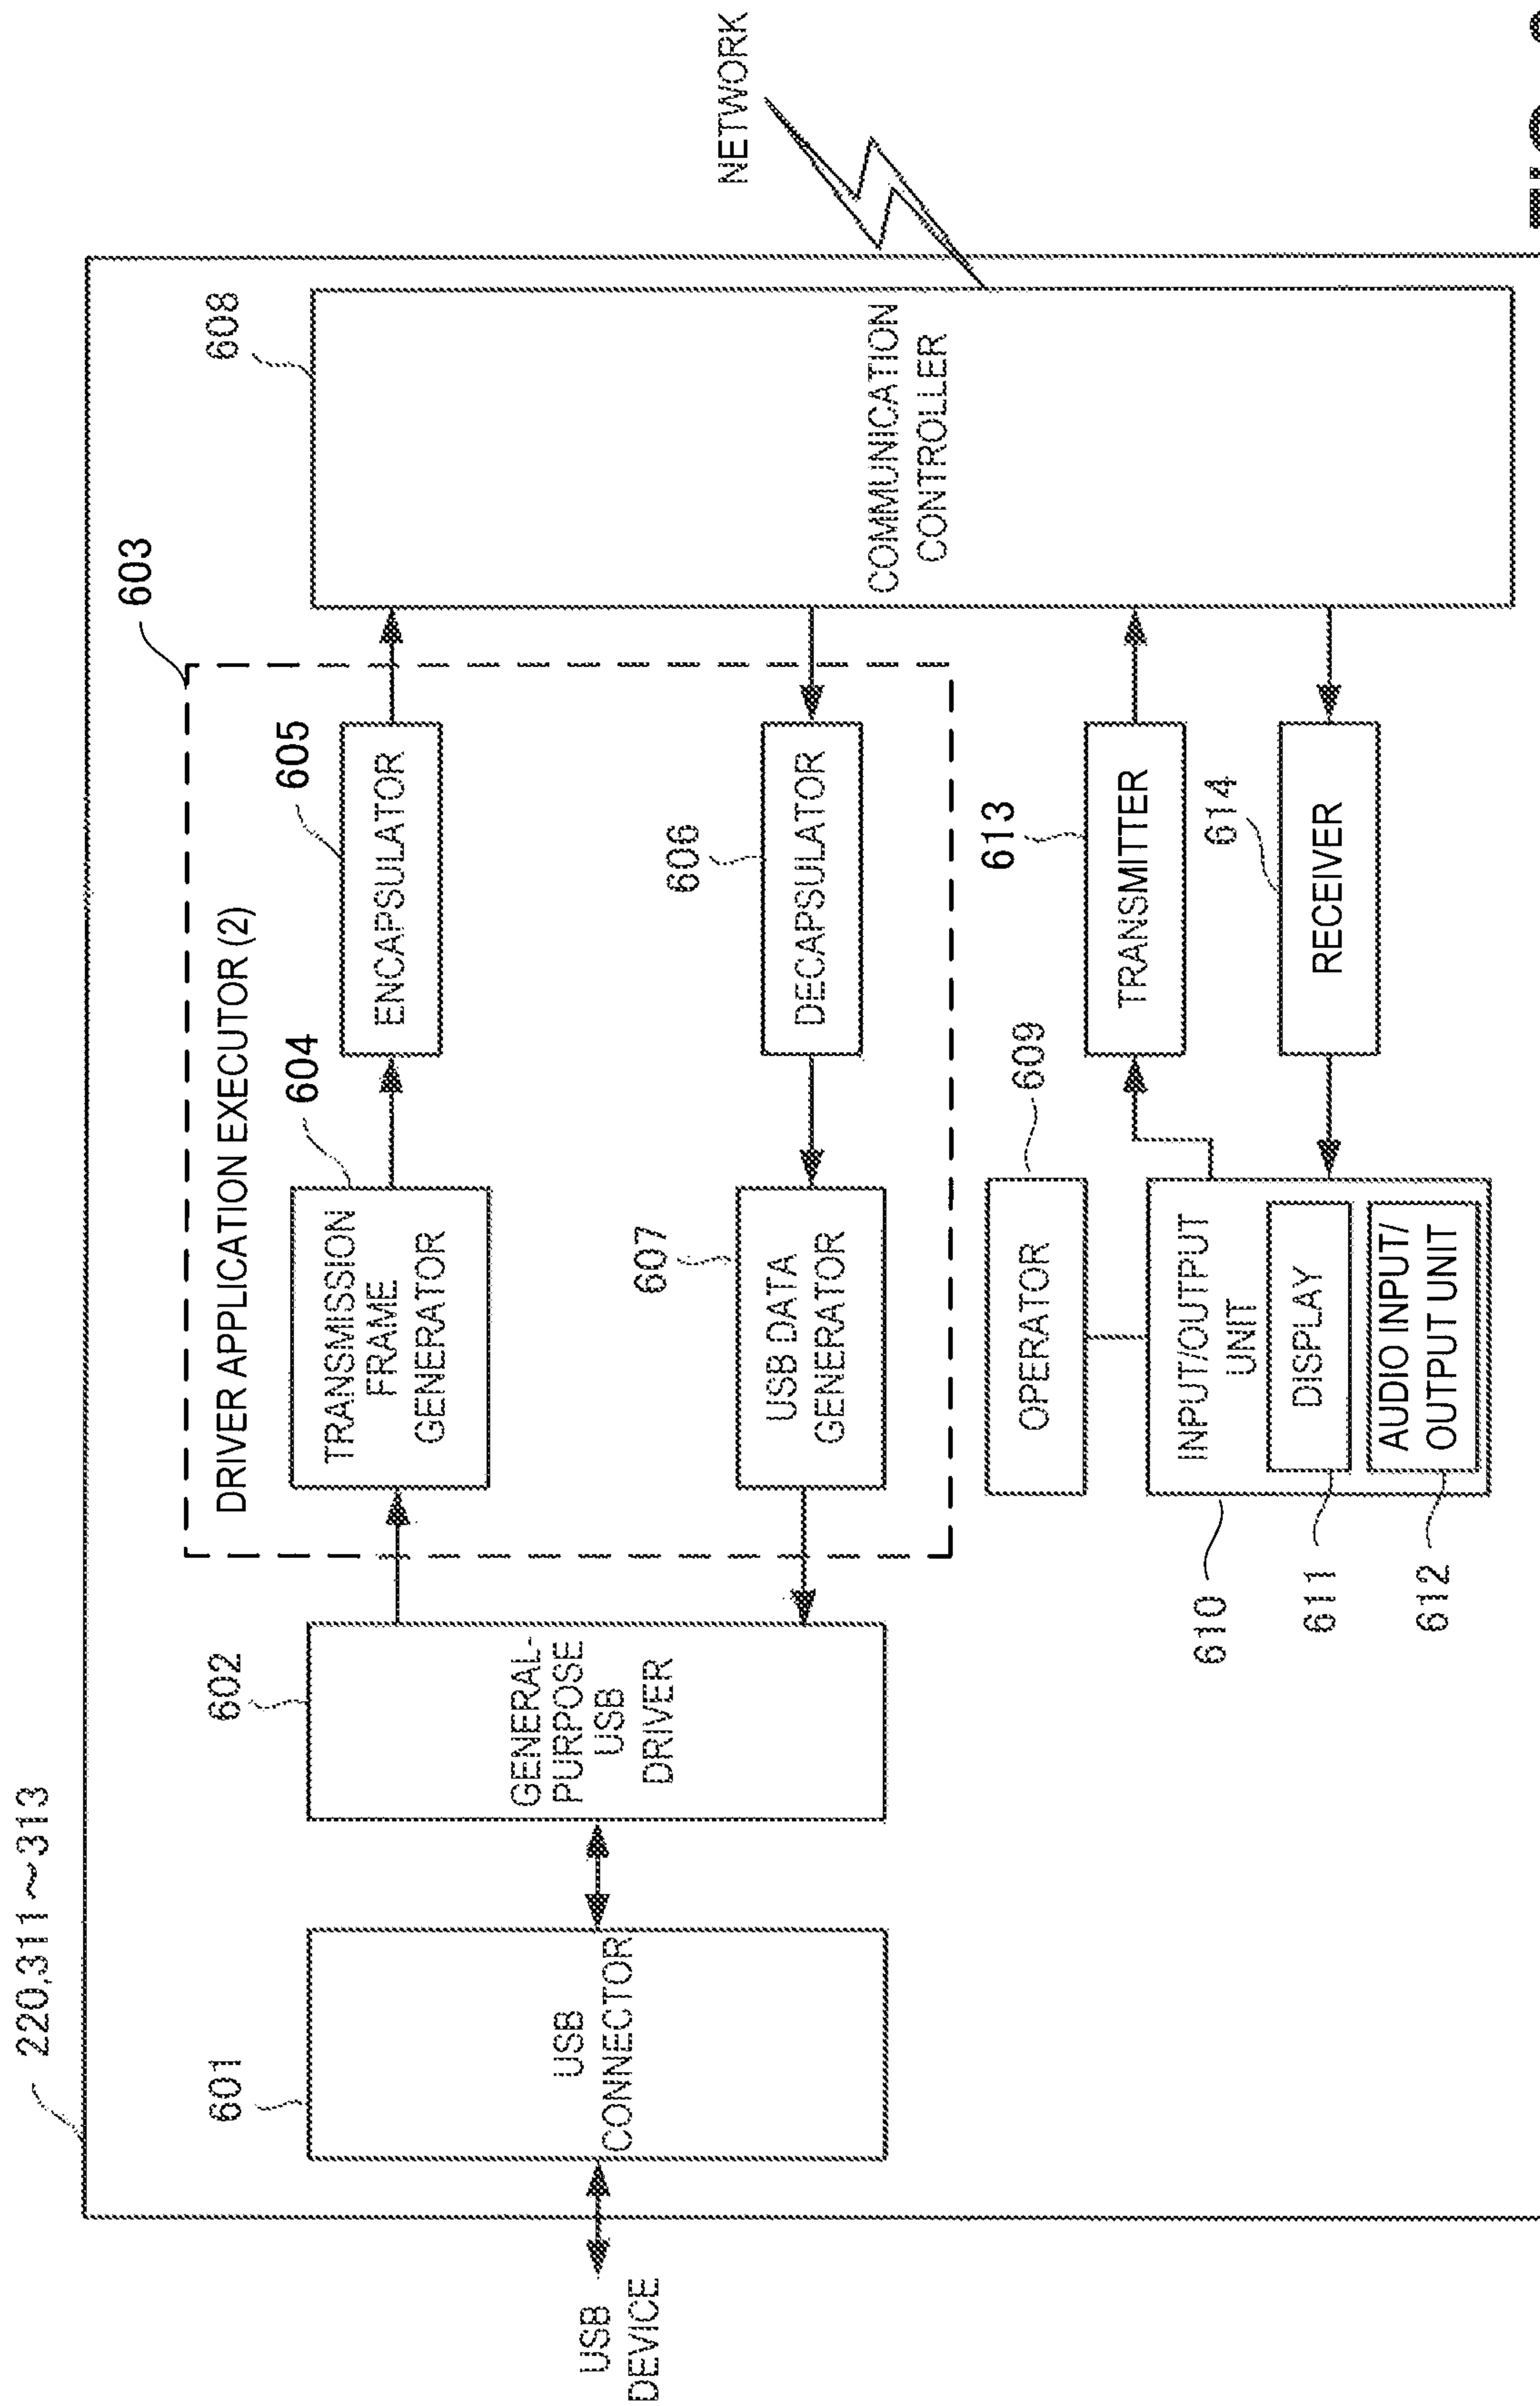 220,311~313
603
DRIVER APPLICATION EXECUTOR (2)
601
602
604
605
608
USB
DEVICE
USB
CONNECTOR
GENERAL-
PURPOSE
USB
DRIVER
TRANSMISSION
FRAME
GENERATOR
ENCAPSULATOR
607
606
USB DATA
GENERATOR
DECAPSULATOR
COMMUNICATION
CONTROLLER
NETWORK
609
OPERATOR
613
TRANSMITTER
610
INPUT/OUTPUT
UNIT
611
DISPLAY
612
AUDIO INPUT/
OUTPUT UNIT
614
RECEIVER